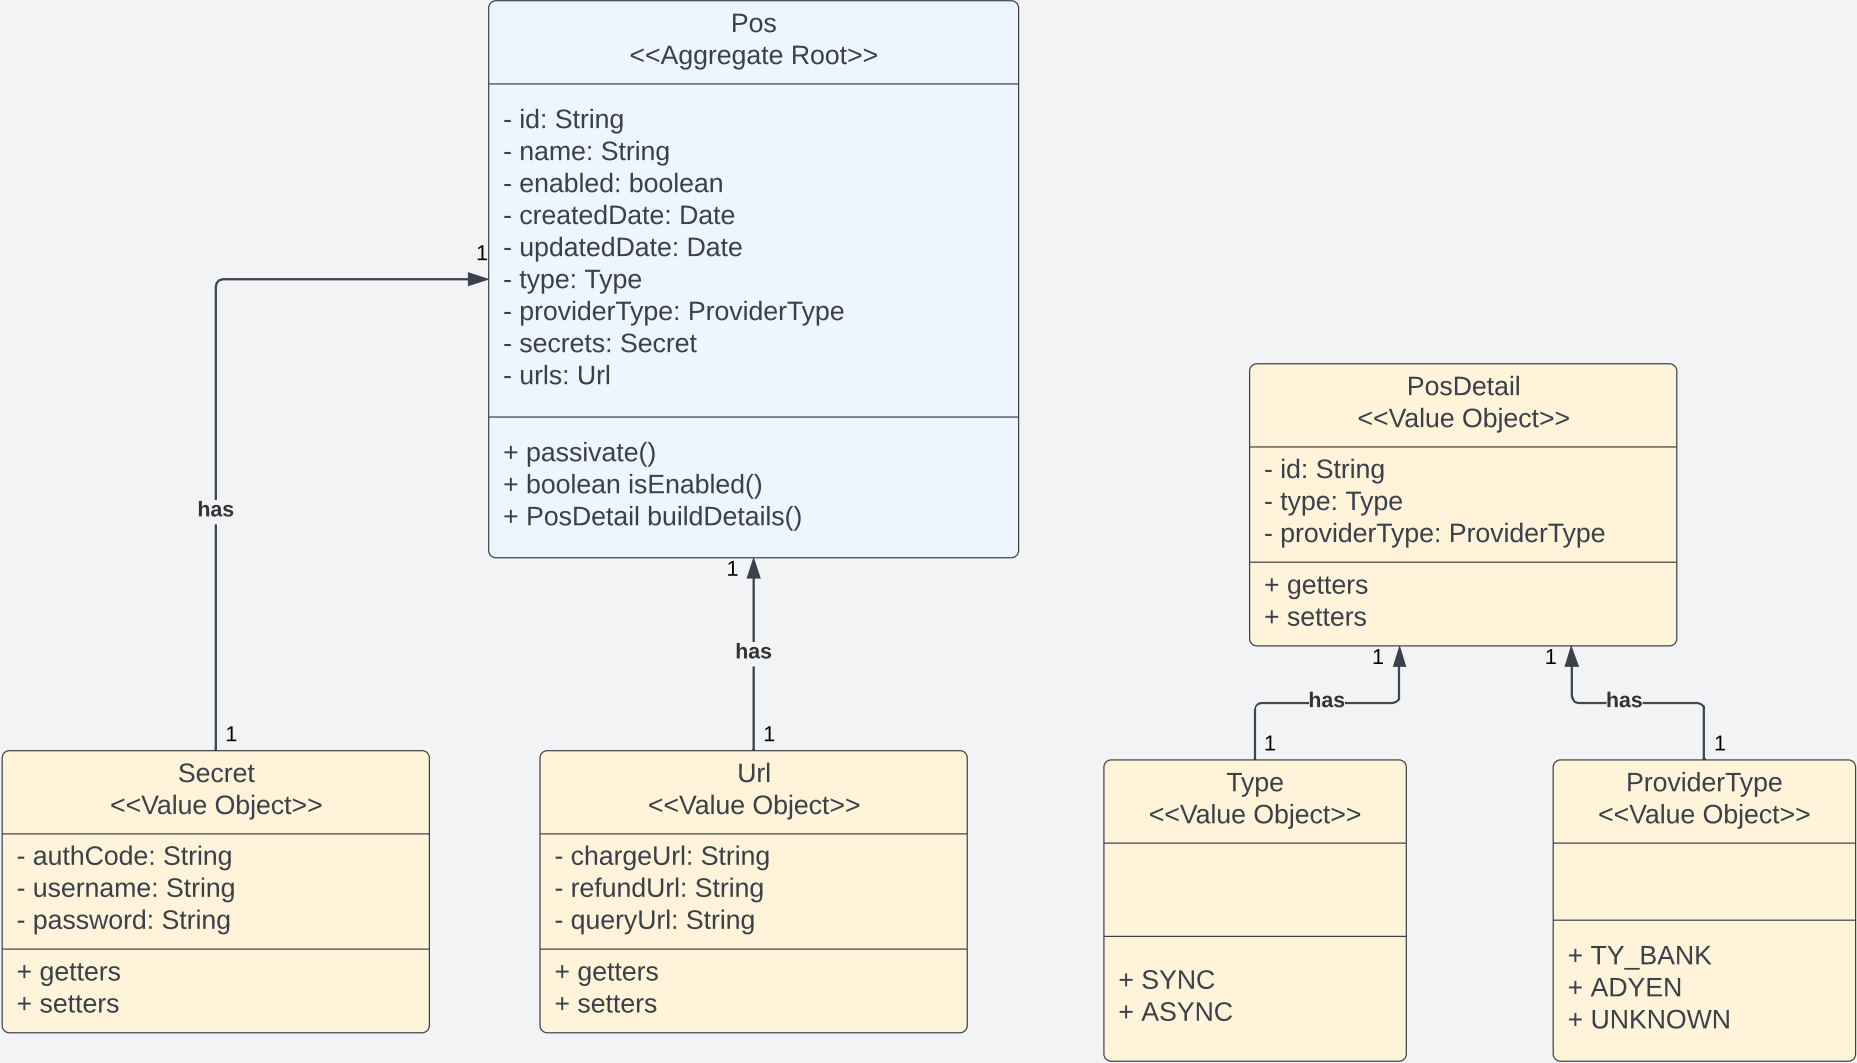 Pos
<<Aggregate Root>>
- id: String
- name: String
- enabled: boolean
- createdDate: Date
- updatedDate: Date
- type: Type
- providerType: ProviderType
- secrets: Secret
- urls: Url
+ passivate()
+ boolean isEnabled()
+ PosDetail buildDetails()
1
has
1
1
has
1
PosDetail
<<Value Object>>
- id: String
- type: Type
- providerType: ProviderType
+ getters
+ setters
1
has
1
1
has
1
Secret
<<Value Object>>
- authCode: String
- username: String
- password: String
+ getters
+ setters
Url
<<Value Object>>
- chargeUrl: String
- refundUrl: String
- queryUrl: String
+ getters
+ setters
Type
<<Value Object>>
+ SYNC
+ ASYNC
ProviderType
<<Value Object>>
+ TY_BANK
+ ADYEN
+ UNKNOWN